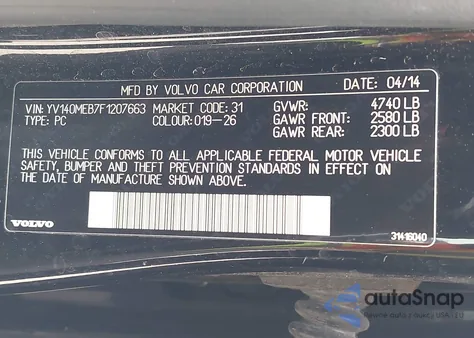 MFD BY VOLVO CAR CORPORATION DATE: 04/14
VIN: YV140MEB7F1207663 MARKET CODE: 31 GVWR: 4740 LB
TYPE: PC COLOUR: 019-26 GAWR FRONT: 2580 LB
GAWR REAR: 2300 LB
THIS VEHICLE CONFORMS TO ALL APPLICABLE FEDERAL MOTOR VEHICLE
SAFETY, BUMPER AND THEFT PREVENTION STANDARDS IN EFFECT ON
THE DATE OF MANUFACTURE SHOWN ABOVE.
VOLVO 31416040
autoSnap